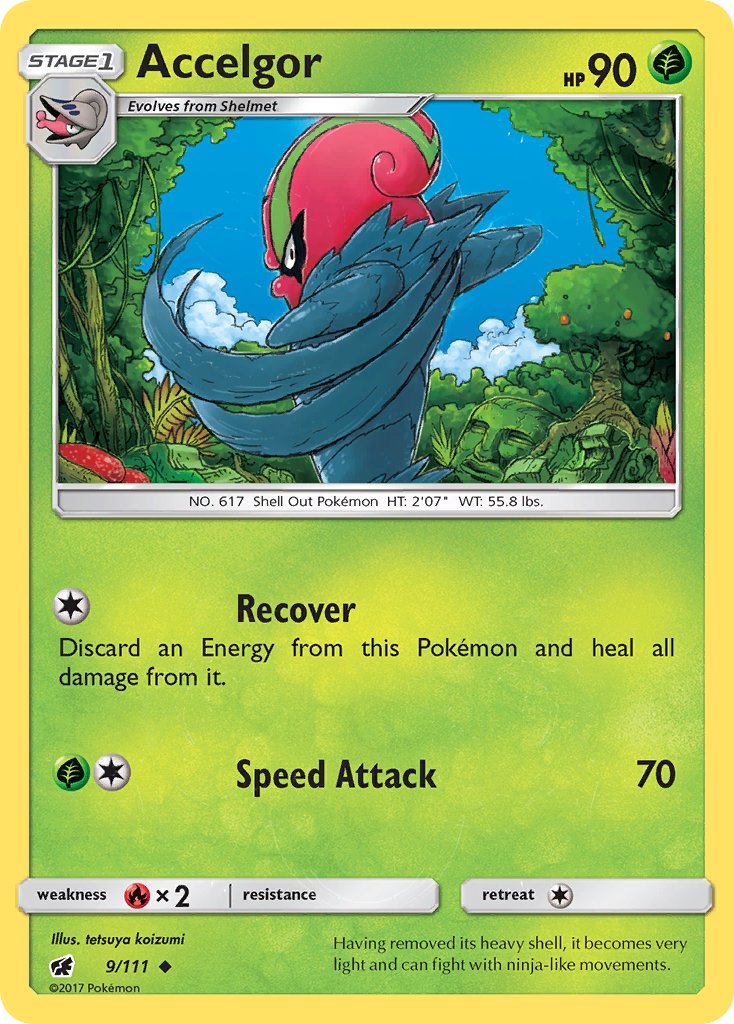 STAGE1
Accelgor
HP 90
Evolves from Shelmet
NO. 617 Shell Out Pokémon HT: 2'07" WT: 55.8 lbs.
Recover
Discard an Energy from this Pokémon and heal all
damage from it.
Speed Attack 70
weakness ×2 resistance retreat
Illus. tetsuya koizumi
9/111
©2017 Pokémon
Having removed its heavy shell, it becomes very
light and can fight with ninja-like movements.